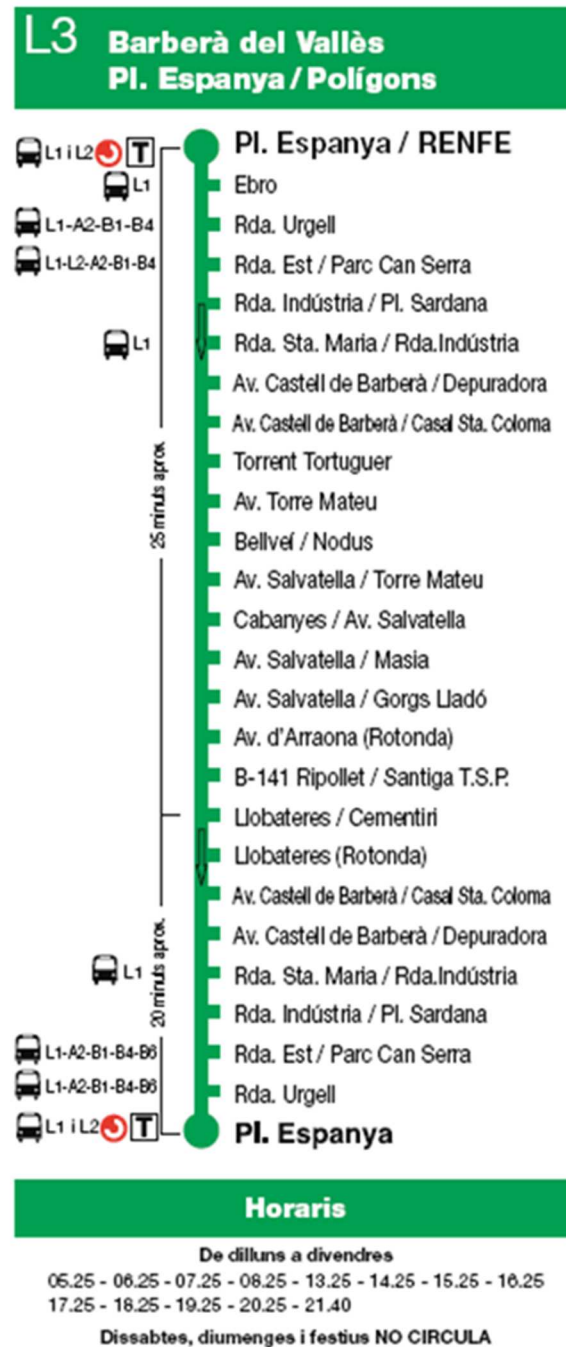 L3 Barberà del Vallès
Pl. Espanya / Polígons
L1 i L2 T Pl. Espanya / RENFE
L1 Ebro
L1-A2-B1-B4 Rda. Urgell
L1-L2-A2-B1-B4 Rda. Est / Parc Can Serra
Rda. Indústria / Pl. Sardana
L1 Rda. Sta. Maria / Rda.Indústria
Av. Castell de Barberà / Depuradora
Av. Castell de Barberà / Casal Sta. Coloma
Torrent Tortuguer
Av. Torre Mateu
25 minuts aprox.
Bellveí / Nodus
Av. Salvatella / Torre Mateu
Cabanyes / Av. Salvatella
Av. Salvatella / Masia
Av. Salvatella / Gorgs Lladó
Av. d'Arraona (Rotonda)
B-141 Ripollet / Santiga T.S.P.
Llobateres / Cementiri
Llobateres (Rotonda)
Av. Castell de Barberà / Casal Sta. Coloma
Av. Castell de Barberà / Depuradora
20 minuts aprox.
L1 Rda. Sta. Maria / Rda.Indústria
Rda. Indústria / Pl. Sardana
L1-A2-B1-B4-B6 Rda. Est / Parc Can Serra
L1-A2-B1-B4-B6 Rda. Urgell
L1 i L2 T Pl. Espanya
Horaris
De dilluns a divendres
05.25 - 06.25 - 07.25 - 08.25 - 13.25 - 14.25 - 15.25 - 16.25
17.25 - 18.25 - 19.25 - 20.25 - 21.40
Dissabtes, diumenges i festius NO CIRCULA